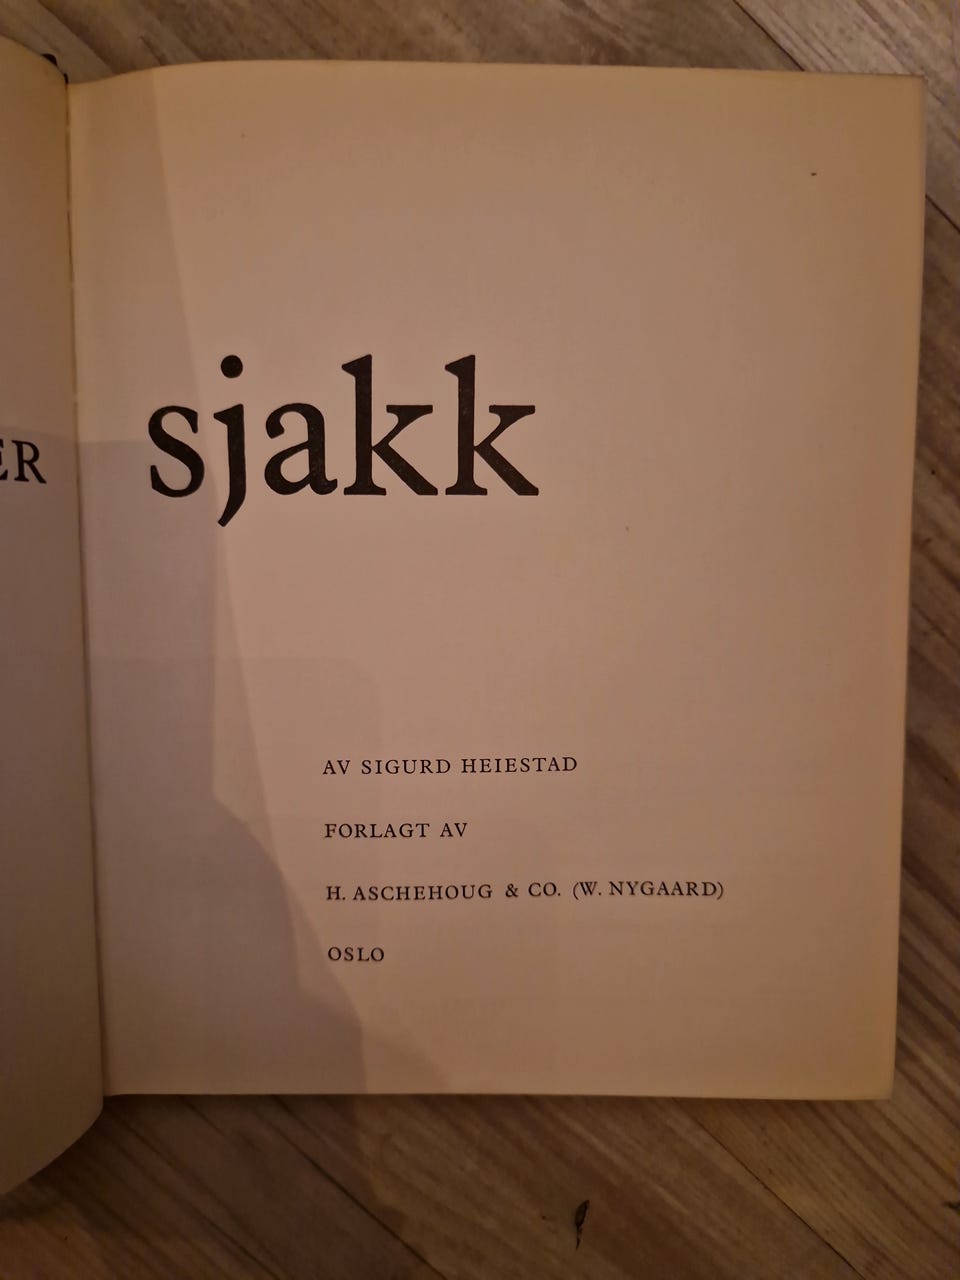 ER
sjakk
AV SIGURD HEIESTAD
FORLAGT AV
H. ASCHEHOUG & CO. (W. NYGAARD)
OSLO